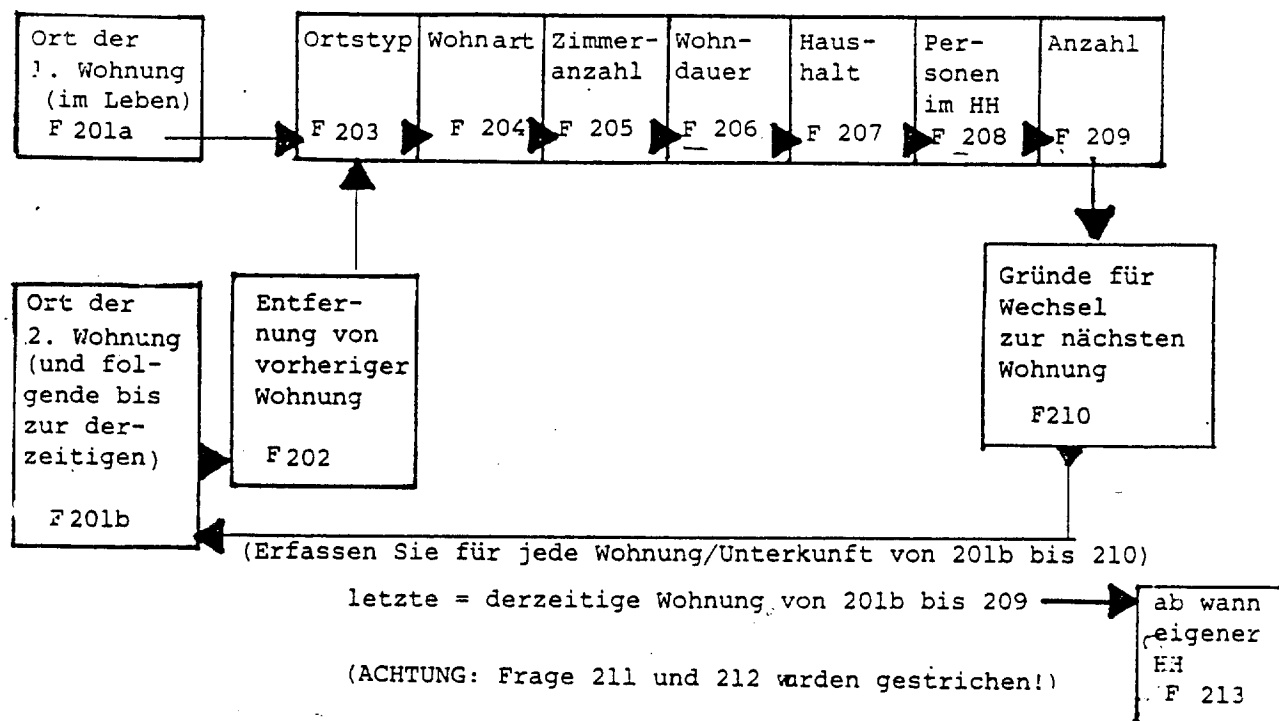 Ort der
1. Wohnung
(im Leben)
F 201a
Ortstyp
F 203
Wohnart
F 204
Zimmer-
anzahl
F 205
Wohn-
dauer
F 206
Haus-
halt
F 207
Per-
sonen
im HH
F 208
Anzahl
F 209
Ort der
2. Wohnung
(und fol-
gende bis
zur der-
zeitigen)
F 201b
Entfer-
nung von
vorheriger
Wohnung
F 202
Gründe für
Wechsel
zur nächsten
Wohnung
F210
(Erfassen Sie für jede Wohnung/Unterkunft von 201b bis 210)
letzte = derzeitige Wohnung von 201b bis 209
ab wann
eigener
HH
F 213
(ACHTUNG: Frage 211 und 212 wurden gestrichen!)